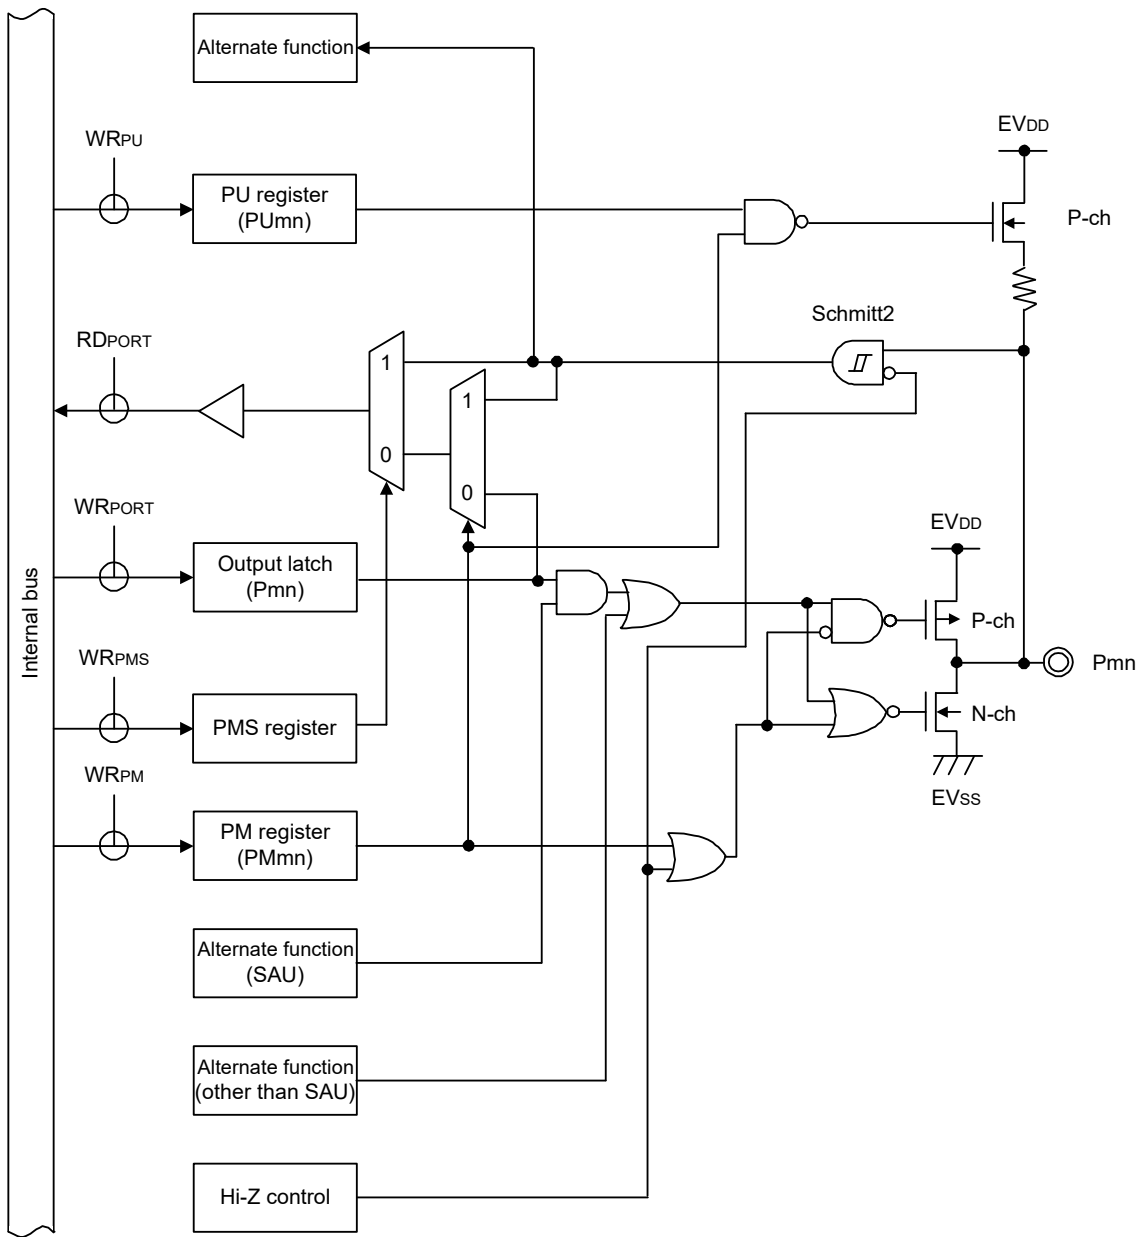 Alternate function
WRPU
EVDD
PU register
(PUmn)
P-ch
Schmitt2
RDPORT
1
1
0
0
WRPORT
EVDD
Output latch
(Pmn)
P-ch
Internal bus
WRPMS
Pmn
PMS register
N-ch
WRPM
EVSS
PM register
(PMmn)
Alternate function
(SAU)
Alternate function
(other than SAU)
Hi-Z control